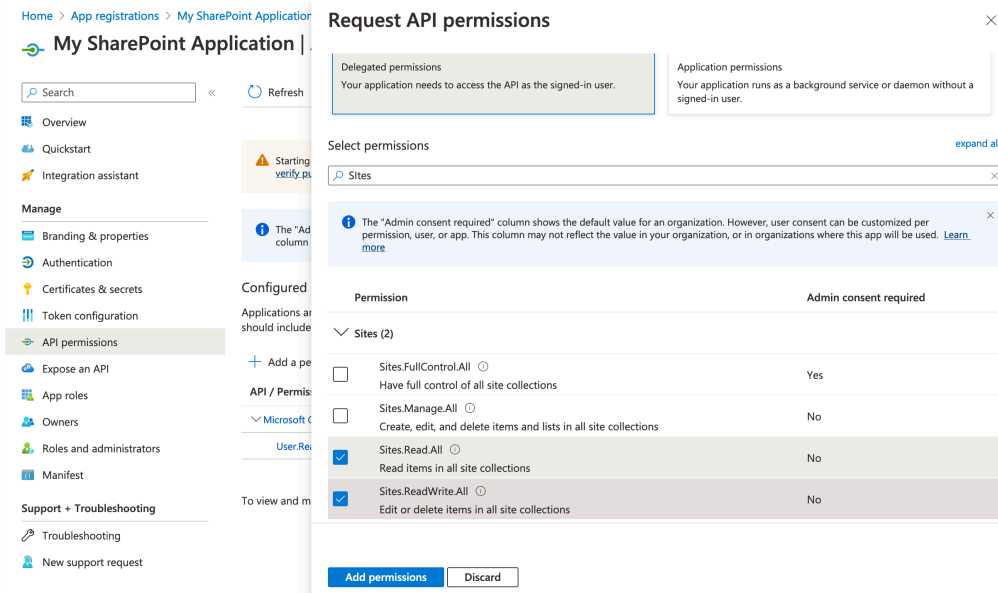 Home > App registrations > My SharePoint Application
My SharePoint Application |
Search
«
Overview
Quickstart
Integration assistant
Manage
Branding & properties
Authentication
Certificates & secrets
Token configuration
API permissions
Expose an API
App roles
Owners
Roles and administrators
Manifest
Support + Troubleshooting
Troubleshooting
New support request
Refresh
Starting
verify pu
The "Ad
column
Configured
Applications ar
should include
Add a pe
API / Permis
Microsoft G
User.Rea
To view and m
Request API permissions
Delegated permissions
Your application needs to access the API as the signed-in user.
Application permissions
Your application runs as a background service or daemon without a
signed-in user.
Select permissions
expand al
SItes
The "Admin consent required" column shows the default value for an organization. However, user consent can be customized per
permission, user, or app. This column may not reflect the value in your organization, or in organizations where this app will be used. Learn
more
Permission Admin consent required
Sites (2)
Sites.FullControl.All
Have full control of all site collections
Yes
Sites.Manage.All
Create, edit, and delete items and lists in all site collections
No
Sites.Read.All
Read items in all site collections
No
Sites.ReadWrite.All
Edit or delete items in all site collections
No
Add permissions
Discard